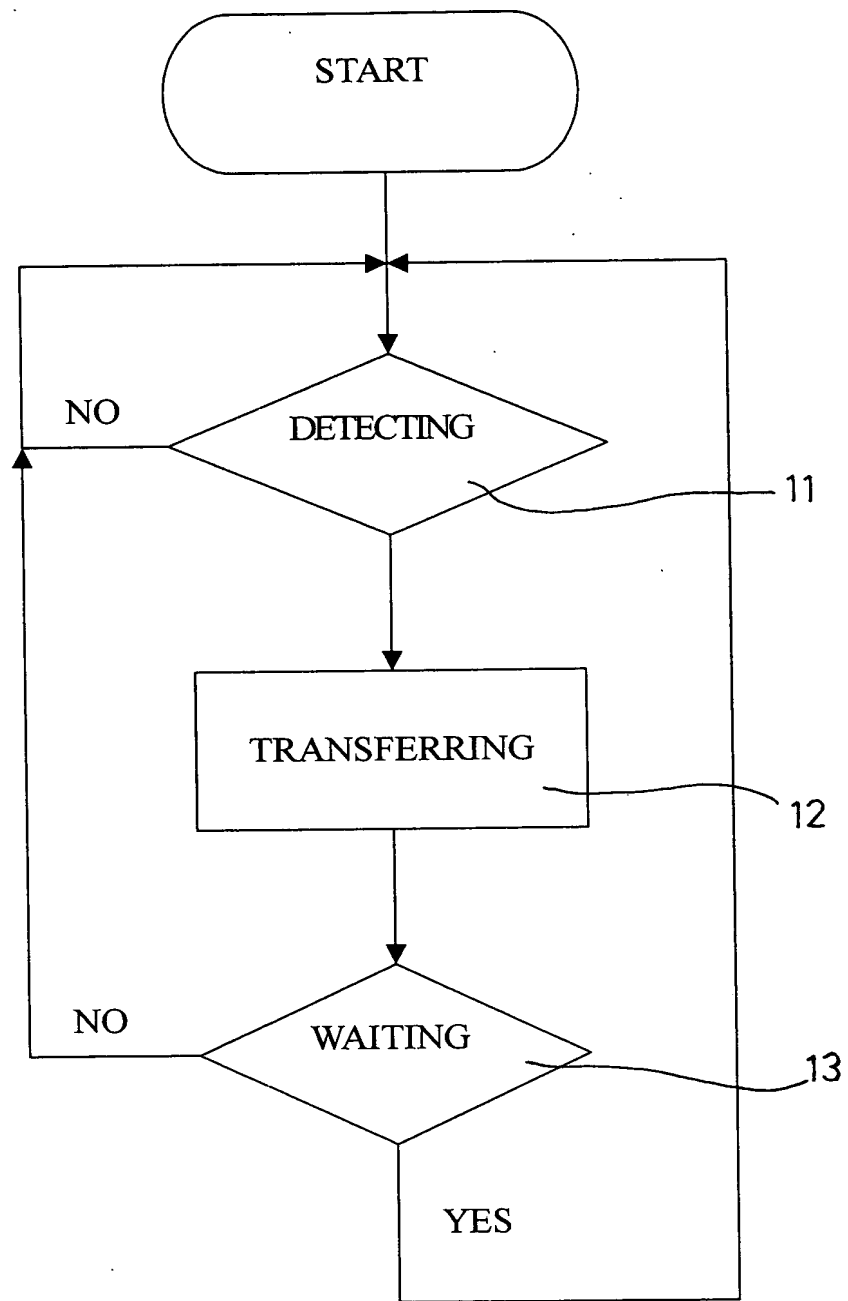 START
NO
DETECTING
11
TRANSFERRING
12
NO
WAITING
13
YES